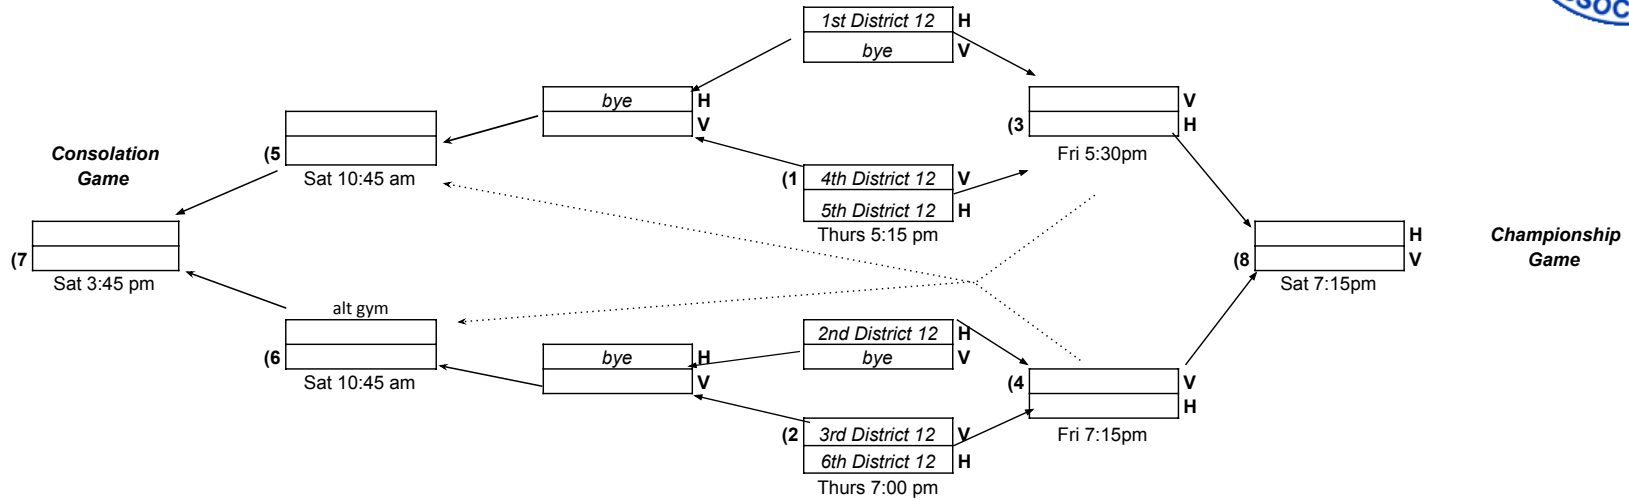 SSOC
1st District 12 H
bye V
bye H
V
V
(3 H
Fri 5:30pm
Consolation
Game
(5
Sat 10:45 am
(1 4th District 12 V
5th District 12 H
Thurs 5:15 pm
(7
Sat 3:45 pm
H
(8 V
Sat 7:15pm
Championship
Game
alt gym
(6
Sat 10:45 am
2nd District 12 H
bye V
bye H
V
(4 V
H
Fri 7:15pm
(2 3rd District 12 V
6th District 12 H
Thurs 7:00 pm